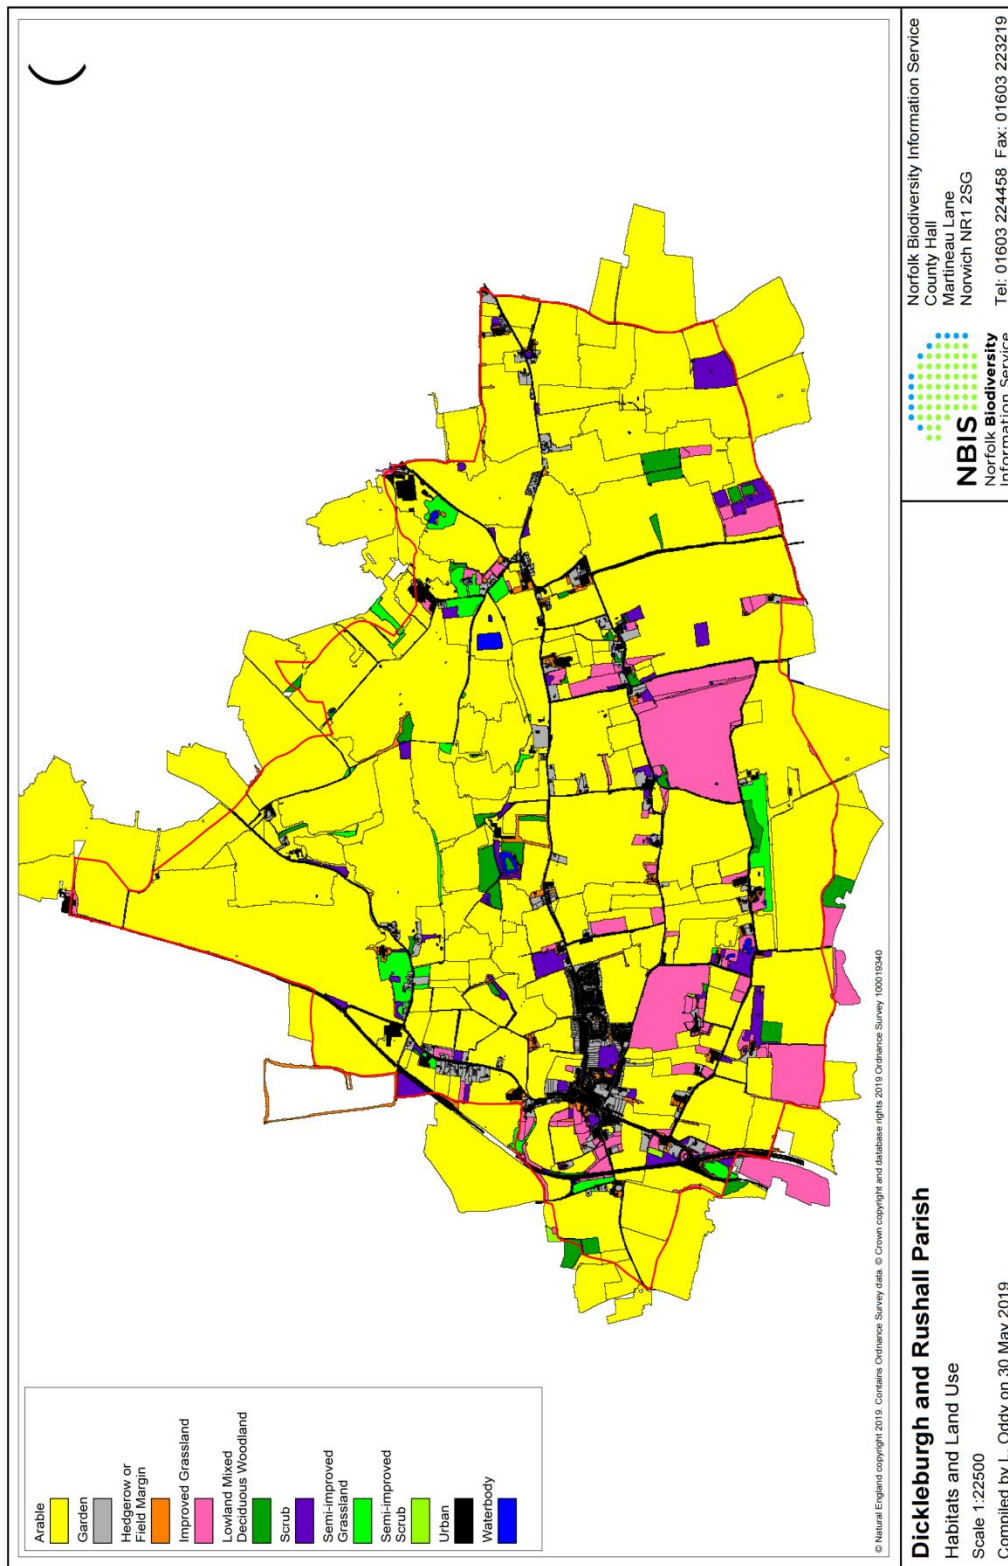 Arable
Garden
Hedgerow or
Field Margin
Improved Grassland
Lowland Mixed
Deciduous Woodland
Scrub
Semi-improved
Grassland
Semi-improved
Scrub
Urban
Waterbody
© Natural England copyright 2019. Contains Ordnance Survey data. © Crown copyright and database rights 2019 Ordnance Survey 100019340
Dickleburgh and Rushall Parish
Habitats and Land Use
Scale 1:22500
Compiled by L. Oddy on 30 May 2019
NBIS
Norfolk Biodiversity
Information Service
Norfolk Biodiversity Information Service
County Hall
Martineau Lane
Norwich NR1 2SG
Tel: 01603 224458 Fax: 01603 223219